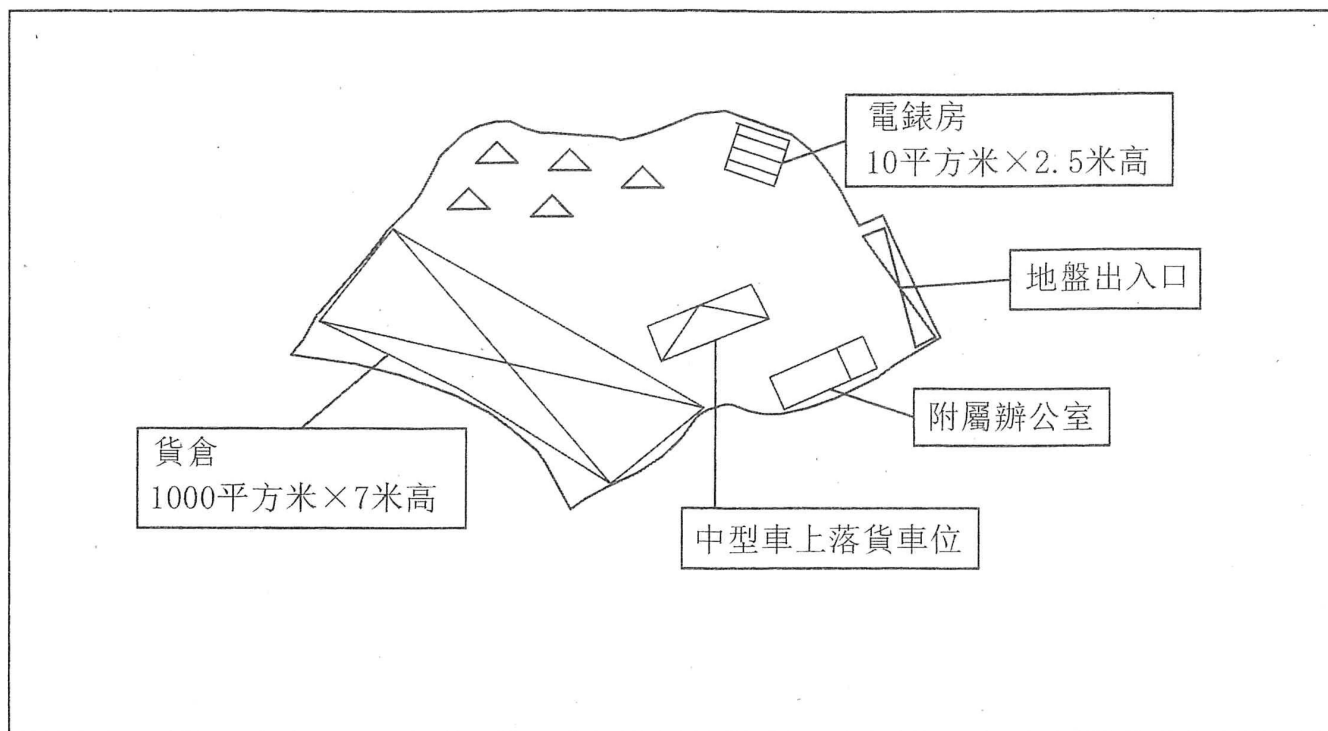 電錶房
10平方米×2.5米高
地盤出入口
附屬辦公室
貨倉
1000平方米×7米高
中型車上落貨車位